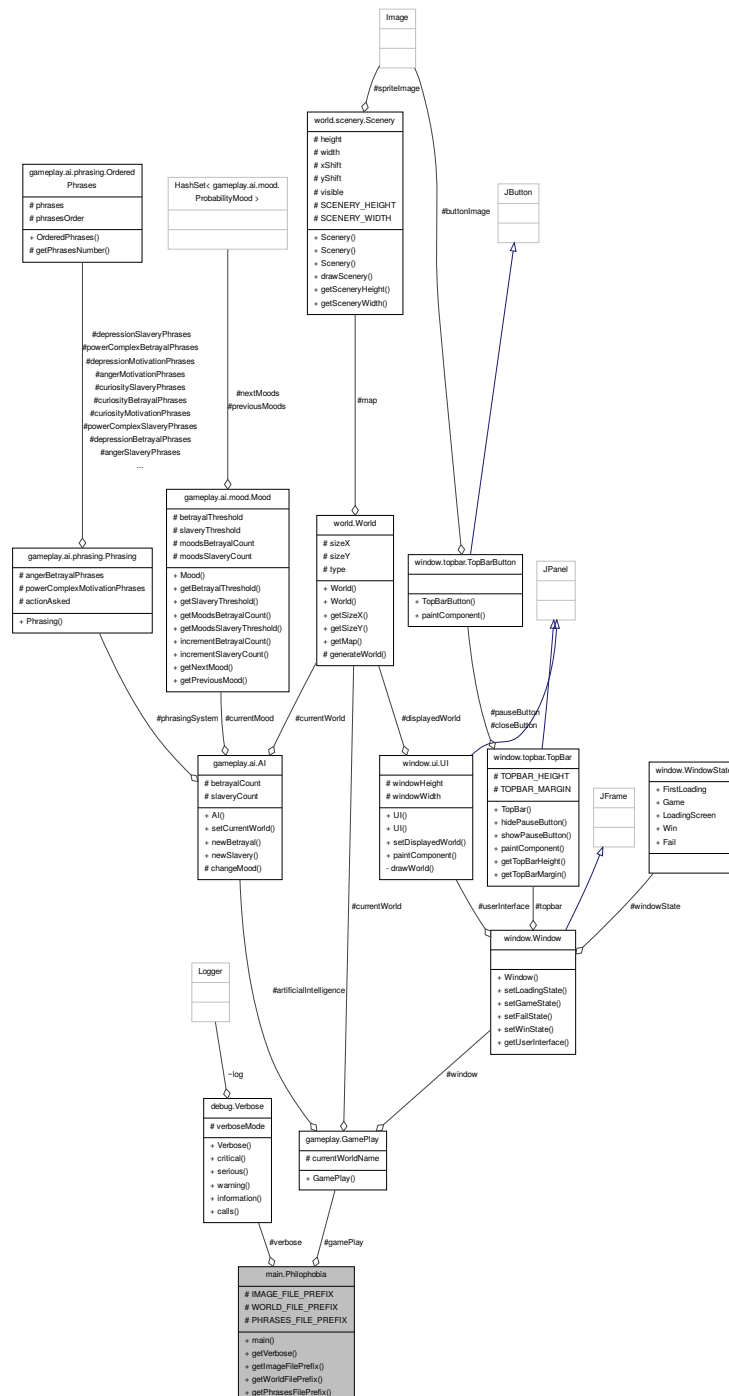 Image
#spriteImage
world.scenery.Scenery
# height
# width
# xShift
# yShift
# visible
# SCENERY_HEIGHT
# SCENERY_WIDTH
+ Scenery()
+ Scenery()
+ Scenery()
+ drawScenery()
+ getSceneryHeight()
+ getSceneryWidth()
gameplay.ai.phrasing.Ordered
Phrases
# phrases
# phrasesOrder
+ OrderedPhrases()
# getPhrasesNumber()
HashSet< gameplay.ai.mood.
ProbabilityMood >
JButton
#buttonImage
#depressionSlaveryPhrases
#powerComplexBetrayalPhrases
#depressionMotivationPhrases
#angerMotivationPhrases
#curiositySlaveryPhrases
#curiosityBetrayalPhrases
#curiosityMotivationPhrases
#powerComplexSlaveryPhrases
#depressionBetrayalPhrases
#angerSlaveryPhrases
...
#nextMoods
#previousMoods
#map
gameplay.ai.mood.Mood
# betrayalThreshold
# slaveryThreshold
# moodsBetrayalCount
# moodsSlaveryCount
+ Mood()
+ getBetrayalThreshold()
+ getSlaveryThreshold()
+ getMoodsBetrayalCount()
+ getMoodsSlaveryThreshold()
+ incrementBetrayalCount()
+ incrementSlaveryCount()
+ getNextMood()
+ getPreviousMood()
world.World
# sizeX
# sizeY
# type
+ World()
+ World()
+ getSizeX()
+ getSizeY()
+ getMap()
# generateWorld()
gameplay.ai.phrasing.Phrasing
# angerBetrayalPhrases
# powerComplexMotivationPhrases
# actionAsked
+ Phrasing()
window.topbar.TopBarButton
+ TopBarButton()
+ paintComponent()
JPanel
#phrasingSystem
#currentMood
#currentWorld
#displayedWorld
#pauseButton
#closeButton
gameplay.ai.AI
# betrayalCount
# slaveryCount
+ AI()
+ setCurrentWorld()
+ newBetrayal()
+ newSlavery()
# changeMood()
window.ui.UI
# windowHeight
# windowWidth
+ UI()
+ UI()
+ setDisplayedWorld()
+ paintComponent()
- drawWorld()
window.topbar.TopBar
# TOPBAR_HEIGHT
# TOPBAR_MARGIN
+ TopBar()
+ hidePauseButton()
+ showPauseButton()
+ paintComponent()
+ getTopBarHeight()
+ getTopBarMargin()
JFrame
window.WindowState
+ FirstLoading
+ Game
+ LoadingScreen
+ Win
+ Fail
#currentWorld
#userInterface
#topbar
#windowState
window.Window
+ Window()
+ setLoadingState()
+ setGameState()
+ setFailState()
+ setWinState()
+ getUserInterface()
Logger
#artificialIntelligence
~log
#window
debug.Verbose
# verboseMode
+ Verbose()
+ critical()
+ serious()
+ warning()
+ information()
+ calls()
gameplay.GamePlay
# currentWorldName
+ GamePlay()
#verbose
#gamePlay
main.Philophobia
# IMAGE_FILE_PREFIX
# WORLD_FILE_PREFIX
# PHRASES_FILE_PREFIX
+ main()
+ getVerbose()
+ getImageFilePrefix()
+ getWorldFilePrefix()
+ getPhrasesFilePrefix()